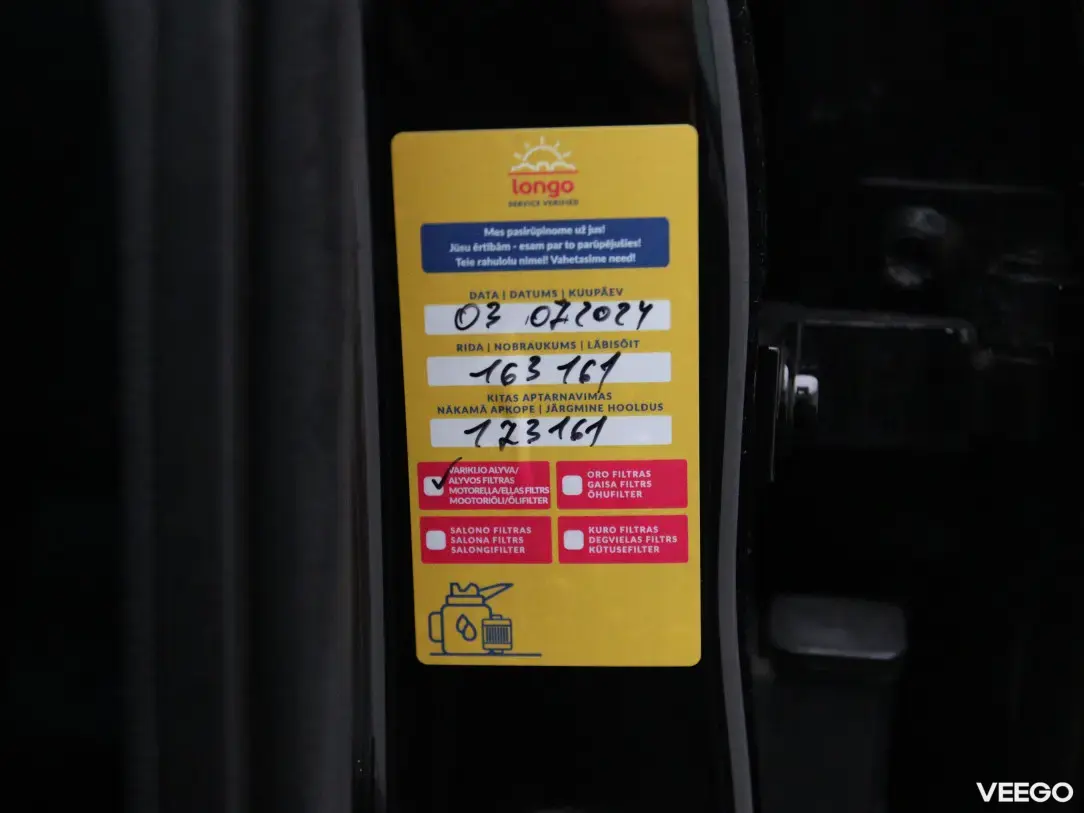 longo
SERVICE VERIFIED
Mes pasirūpinome už jus!
Jūsu ērtībām - esam par to parūpējušies!
Teie rahulolu nimel! Vahetasime need!
DATA | DATUMS | KUUPÄEV
03 07 2024
RIDA | NOBRAUKUMS | LÄBISÕIT
163 161
KITAS APTARNAVIMAS
NĀKAMĀ APKOPE | JÄRGMINE HOOLDUS
173161
VARIKLIO ALYVA/
ALYVOS FILTRAS
MOTOREĻĻA/EĻĻAS FILTRS
MOOTORIÕLI/ÕLIFILTER
ORO FILTRAS
GAISA FILTRS
ÕHUFILTER
SALONO FILTRAS
SALONA FILTRS
SALONGIFILTER
KURO FILTRAS
DEGVIELAS FILTRS
KÜTUSEFILTER
VEEGO